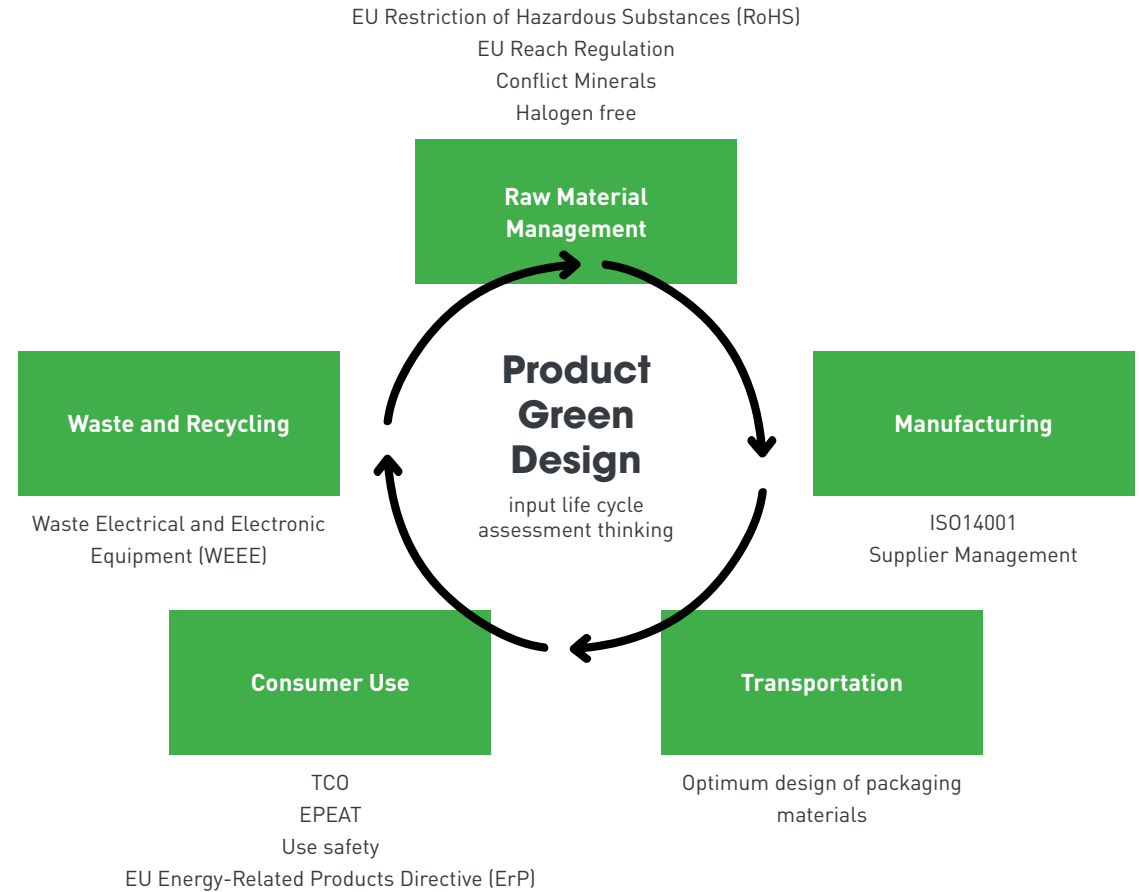 EU Restriction of Hazardous Substances (RoHS)
EU Reach Regulation
Conflict Minerals
Halogen free
Raw Material
Management
Product
Green
Design
input life cycle
assessment thinking
Waste and Recycling
Waste Electrical and Electronic
Equipment (WEEE)
Manufacturing
ISO14001
Supplier Management
Consumer Use
TCO
EPEAT
Use safety
EU Energy-Related Products Directive (ErP)
Transportation
Optimum design of packaging
materials